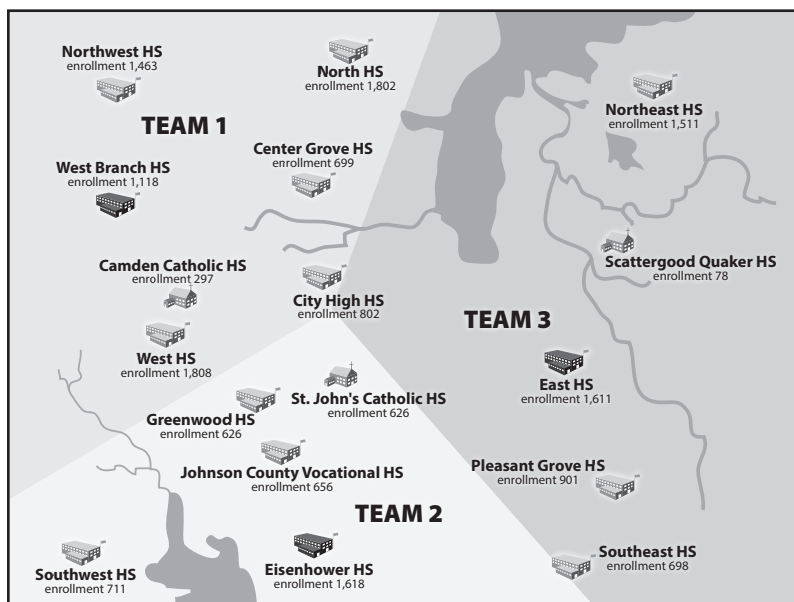 Northwest HS
enrollment 1,463
North HS
enrollment 1,802
Northeast HS
enrollment 1,511
TEAM 1
Center Grove HS
enrollment 699
West Branch HS
enrollment 1,118
Camden Catholic HS
enrollment 297
Scattergood Quaker HS
enrollment 78
City High HS
enrollment 802
TEAM 3
West HS
enrollment 1,808
East HS
enrollment 1,611
St. John's Catholic HS
enrollment 626
Greenwood HS
enrollment 626
Johnson County Vocational HS
enrollment 656
Pleasant Grove HS
enrollment 901
TEAM 2
Southwest HS
enrollment 711
Eisenhower HS
enrollment 1,618
Southeast HS
enrollment 698